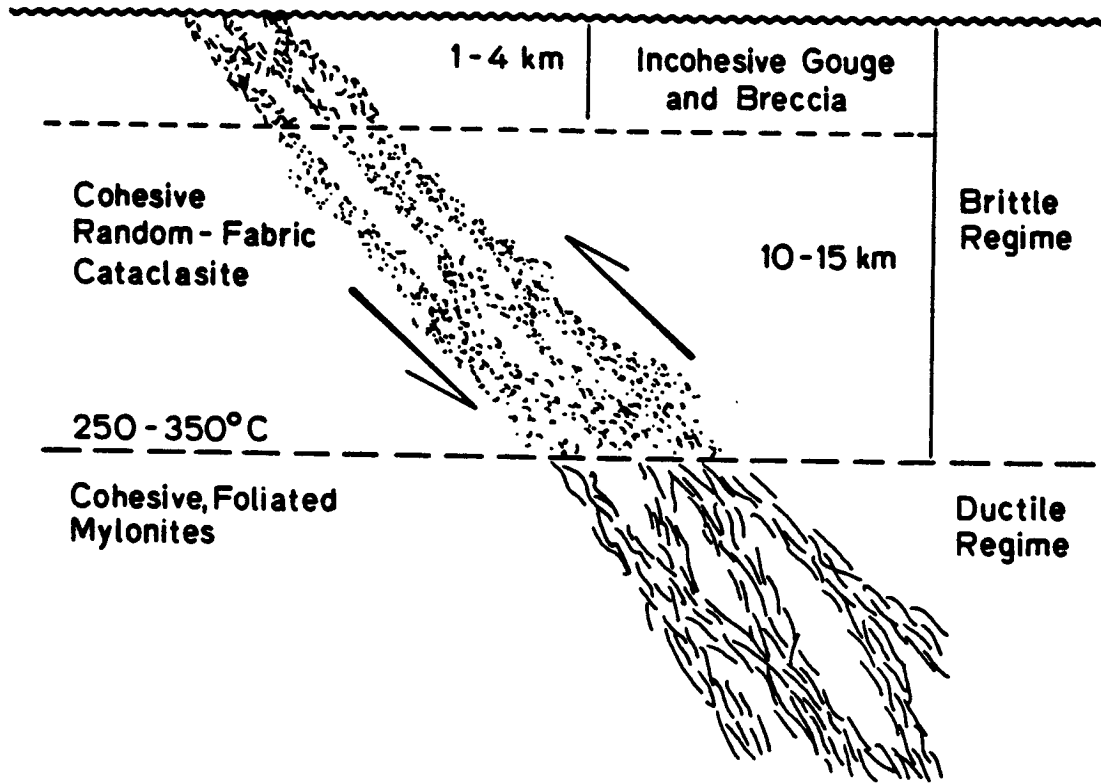 1-4 km
Incohesive Gouge
and Breccia
Cohesive
Random-Fabric
Cataclasite
Brittle
Regime
10-15 km
250-350°C
Cohesive, Foliated
Mylonites
Ductile
Regime